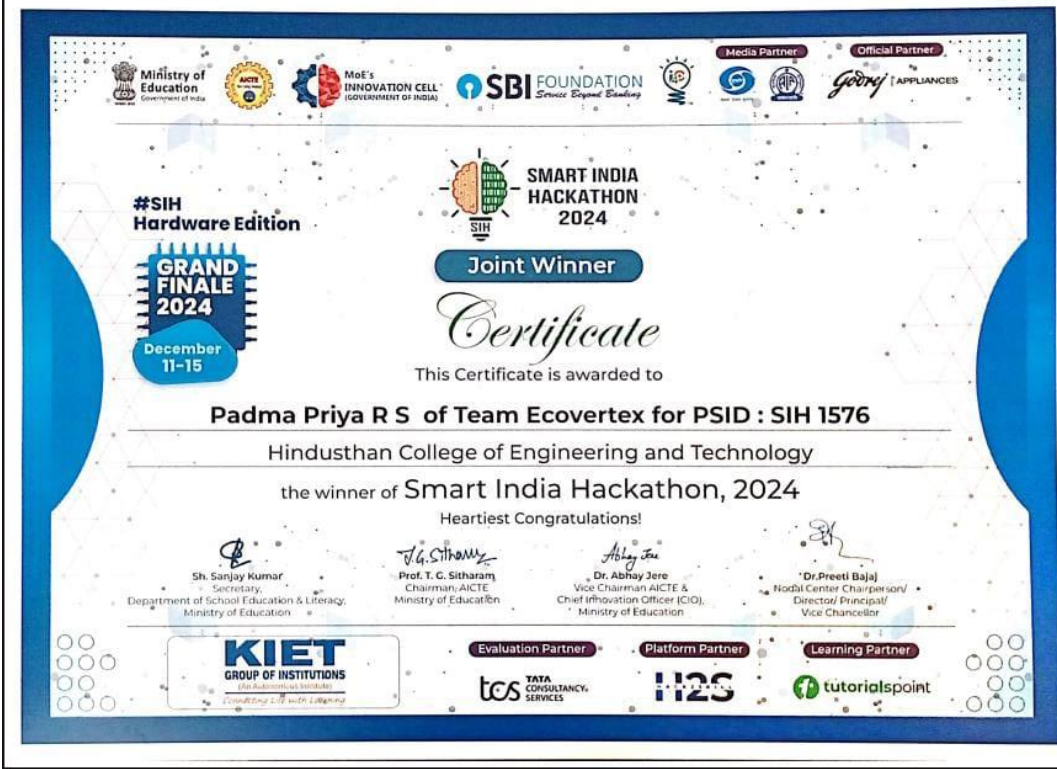 Media Partner
Official Partner
Ministry of
Education
Government of India
AICTE
MoE's
INNOVATION CELL
(GOVERNMENT OF INDIA)
SBI FOUNDATION
Service Beyond Banking
Godrej APPLIANCES
SMART INDIA
HACKATHON
2024
SIH
#SIH
Hardware Edition
GRAND
FINALE
2024
December
11-15
Joint Winner
Certificate
This Certificate is awarded to
Padma Priya R S of Team Ecovertex for PSID : SIH 1576
Hindusthan College of Engineering and Technology
the winner of Smart India Hackathon, 2024
Heartiest Congratulations!
T.G. Sitharam
Abhay Jere
Sh. Sanjay Kumar
Secretary,
Department of School Education & Literacy,
Ministry of Education
Prof. T. G. Sitharam,
Chairman, AICTE
Ministry of Education
Dr. Abhay Jere
Vice Chairman AICTE &
Chief Innovation Officer (CIO),
Ministry of Education
Dr.Preeti Bajaj
Nodal Center Chairperson/
Director/ Principal/
Vice Chancellor
KIET
GROUP OF INSTITUTIONS
(An Autonomous Institute)
Connecting Life with Learning
Evaluation Partner
tcs TATA
CONSULTANCY
SERVICES
Platform Partner
H2S
Learning Partner
tutorialspoint